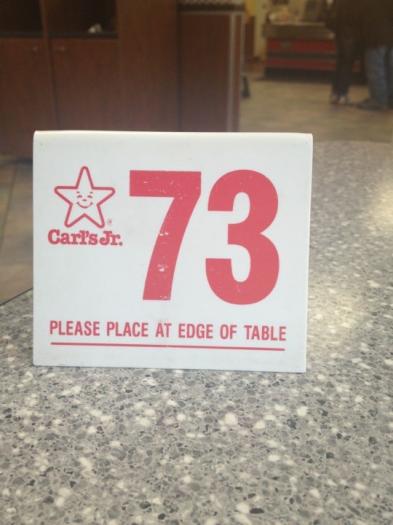 73
Carl's Jr.
PLEASE PLACE AT EDGE OF TABLE